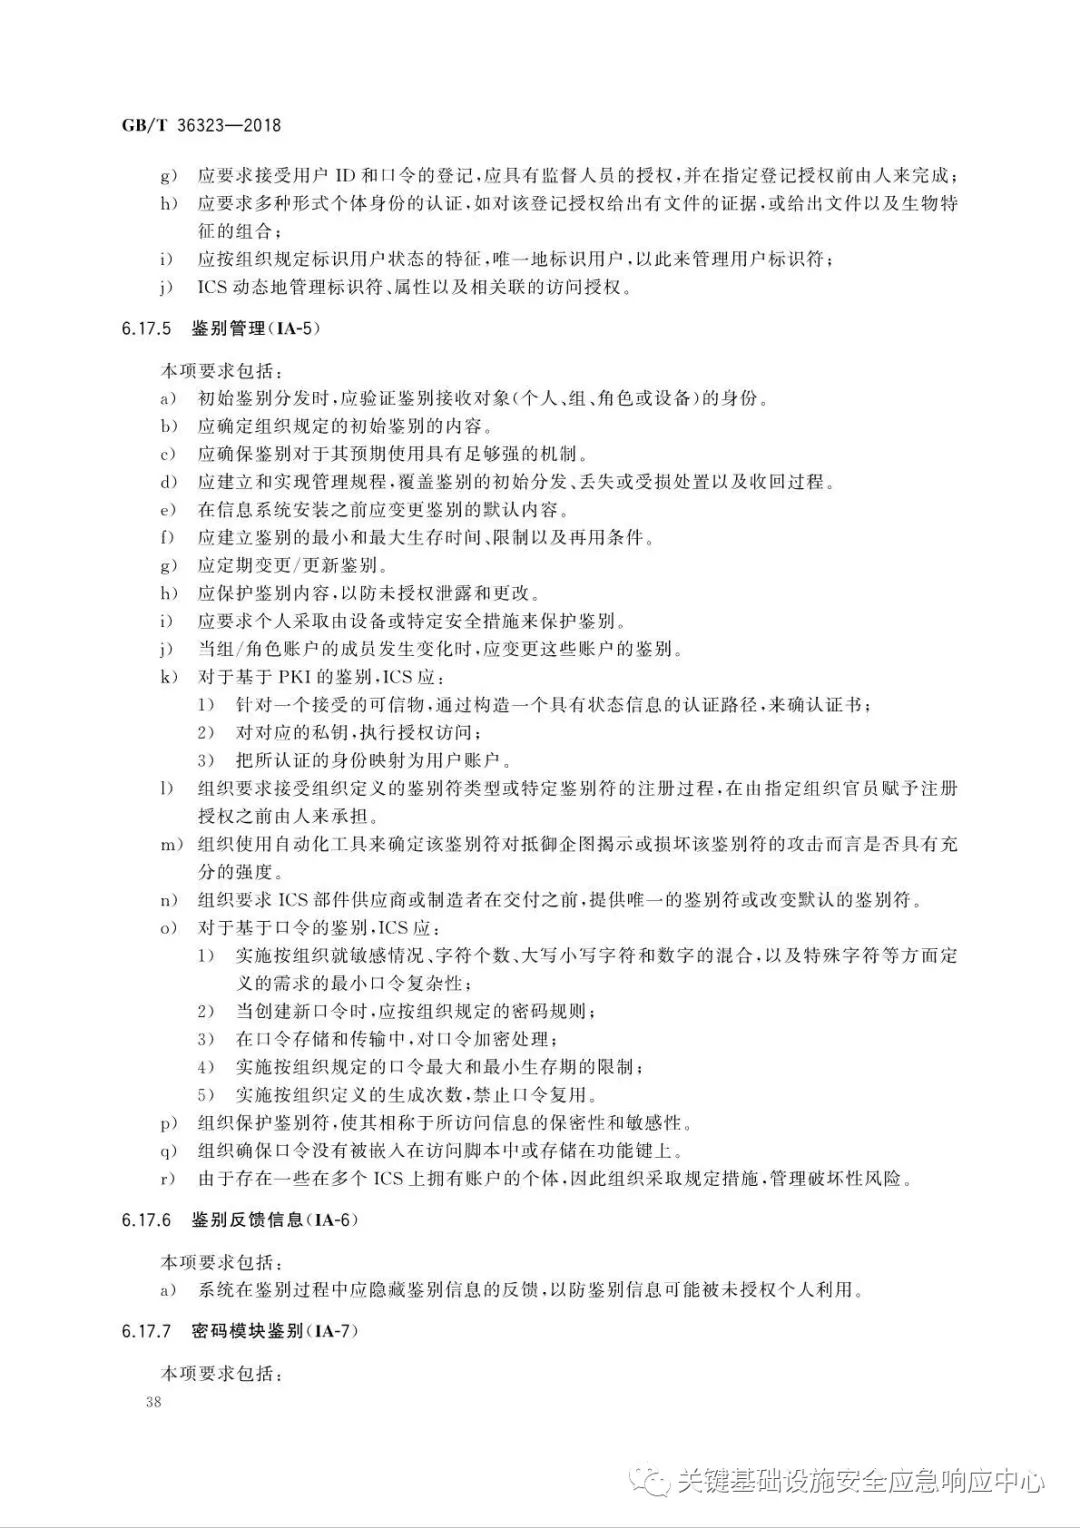 GB/T 36323—2018
g) 应要求接受用户 ID 和口令的登记,应具有监督人员的授权,并在指定登记授权前由人来完成;
h) 应要求多种形式个体身份的认证,如对该登记授权给出有文件的证据,或给出文件以及生物特
征的组合;
i) 应按组织规定标识用户状态的特征,唯一地标识用户,以此来管理用户标识符;
j) ICS 动态地管理标识符、属性以及相关联的访问授权。
6.17.5 鉴别管理(IA-5)
本项要求包括:
a) 初始鉴别分发时,应验证鉴别接收对象(个人、组、角色或设备)的身份。
b) 应确定组织规定的初始鉴别的内容。
c) 应确保鉴别对于其预期使用具有足够强的机制。
d) 应建立和实现管理规程,覆盖鉴别的初始分发、丢失或受损处置以及收回过程。
e) 在信息系统安装之前应变更鉴别的默认内容。
f) 应建立鉴别的最小和最大生存时间、限制以及再用条件。
g) 应定期变更/更新鉴别。
h) 应保护鉴别内容,以防未授权泄露和更改。
i) 应要求个人采取由设备或特定安全措施来保护鉴别。
j) 当组/角色账户的成员发生变化时,应变更这些账户的鉴别。
k) 对于基于 PKI 的鉴别,ICS 应:
1) 针对一个接受的可信物,通过构造一个具有状态信息的认证路径,来确认证书;
2) 对对应的私钥,执行授权访问;
3) 把所认证的身份映射为用户账户。
l) 组织要求接受组织定义的鉴别符类型或特定鉴别符的注册过程,在由指定组织官员赋予注册
授权之前由人来承担。
m) 组织使用自动化工具来确定该鉴别符对抵御企图揭示或损坏该鉴别符的攻击而言是否具有充
分的强度。
n) 组织要求 ICS 部件供应商或制造者在交付之前,提供唯一的鉴别符或改变默认的鉴别符。
o) 对于基于口令的鉴别,ICS 应:
1) 实施按组织就敏感情况、字符个数、大写小写字符和数字的混合,以及特殊字符等方面定
义的需求的最小口令复杂性;
2) 当创建新口令时,应按组织规定的密码规则;
3) 在口令存储和传输中,对口令加密处理;
4) 实施按组织规定的口令最大和最小生存期的限制;
5) 实施按组织定义的生成次数,禁止口令复用。
p) 组织保护鉴别符,使其相称于所访问信息的保密性和敏感性。
q) 组织确保口令没有被嵌入在访问脚本中或存储在功能键上。
r) 由于存在一些在多个 ICS 上拥有账户的个体,因此组织采取规定措施,管理破坏性风险。
6.17.6 鉴别反馈信息(IA-6)
本项要求包括:
a) 系统在鉴别过程中应隐藏鉴别信息的反馈,以防鉴别信息可能被未授权个人利用。
6.17.7 密码模块鉴别(IA-7)
本项要求包括:
38
关键基础设施安全应急响应中心